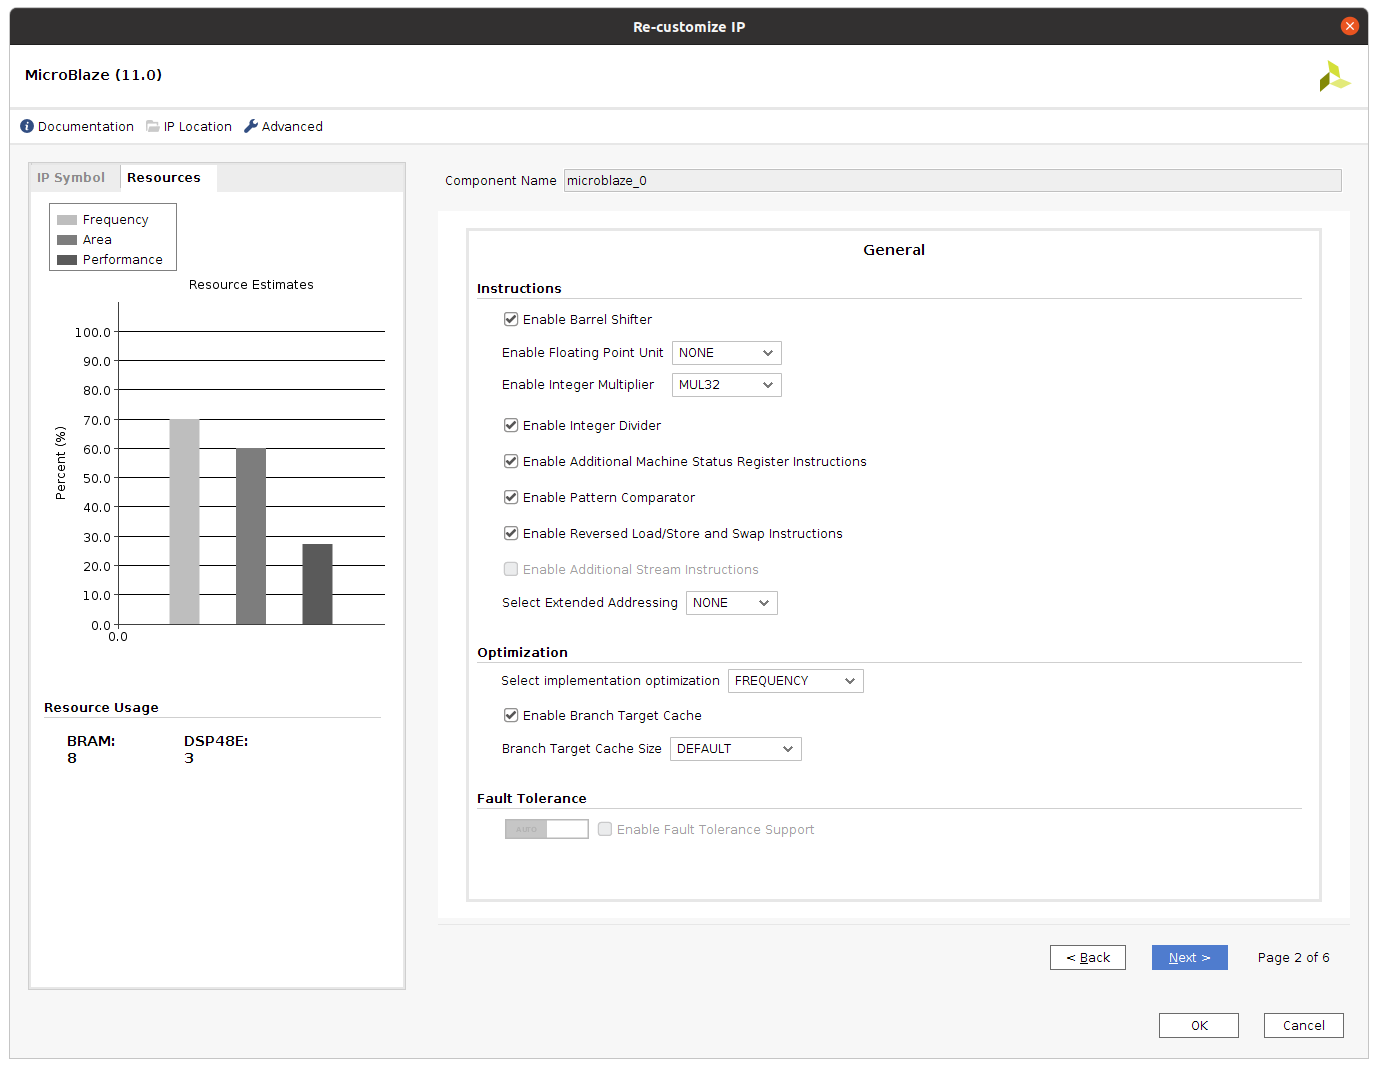 Re-customize IP
MicroBlaze (11.0)
Documentation IP Location Advanced
IP Symbol Resources
Frequency
Area
Performance
Resource Estimates
Percent (%)
100.0
90.0
80.0
70.0
60.0
50.0
40.0
30.0
20.0
10.0
0.0
0.0
Resource Usage
BRAM: DSP48E:
8 3
Component Name microblaze_0
General
Instructions
Enable Barrel Shifter
Enable Floating Point Unit NONE
Enable Integer Multiplier MUL32
Enable Integer Divider
Enable Additional Machine Status Register Instructions
Enable Pattern Comparator
Enable Reversed Load/Store and Swap Instructions
Enable Additional Stream Instructions
Select Extended Addressing NONE
Optimization
Select implementation optimization FREQUENCY
Enable Branch Target Cache
Branch Target Cache Size DEFAULT
Fault Tolerance
AUTO Enable Fault Tolerance Support
< Back Next > Page 2 of 6
OK Cancel